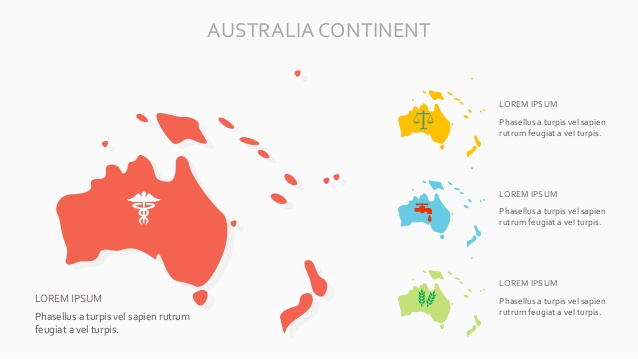 AUSTRALIA CONTINENT
LOREM IPSUM
Phasellus a turpis vel sapien
rutrum feugiat a vel turpis.
LOREM IPSUM
Phasellus a turpis vel sapien
rutrum feugiat a vel turpis.
LOREM IPSUM
Phasellus a turpis vel sapien
rutrum feugiat a vel turpis.
LOREM IPSUM
Phasellus a turpis vel sapien rutrum
feugiat a vel turpis.